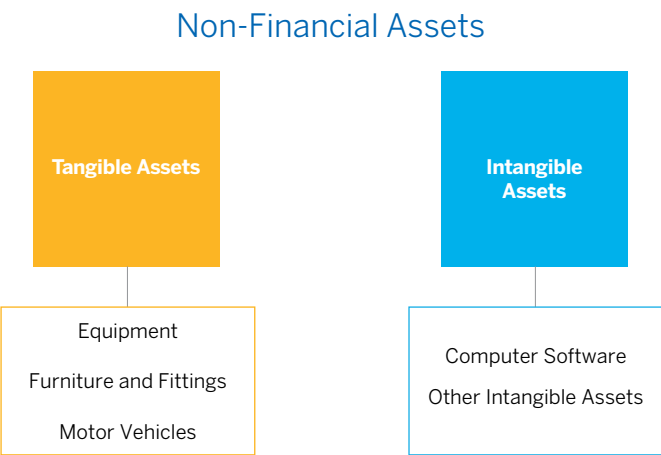 Non-Financial Assets
Tangible Assets
Equipment
Furniture and Fittings
Motor Vehicles
Intangible
Assets
Computer Software
Other Intangible Assets